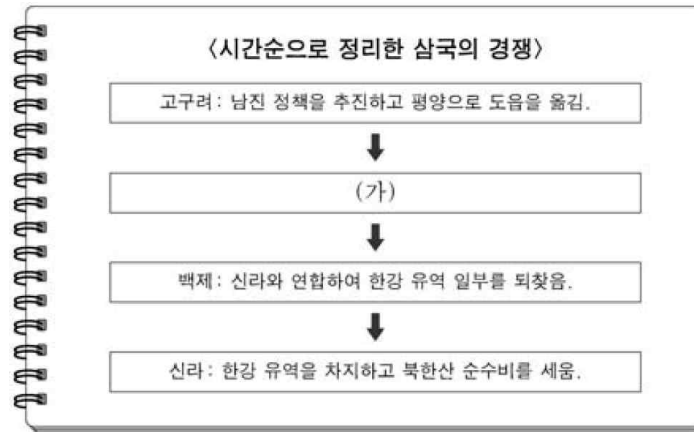 〈시간순으로 정리한 삼국의 경쟁〉
고구려 : 남진 정책을 추진하고 평양으로 도읍을 옮김.
(가)
백제 : 신라와 연합하여 한강 유역 일부를 되찾음.
신라 : 한강 유역을 차지하고 북한산 순수비를 세움.